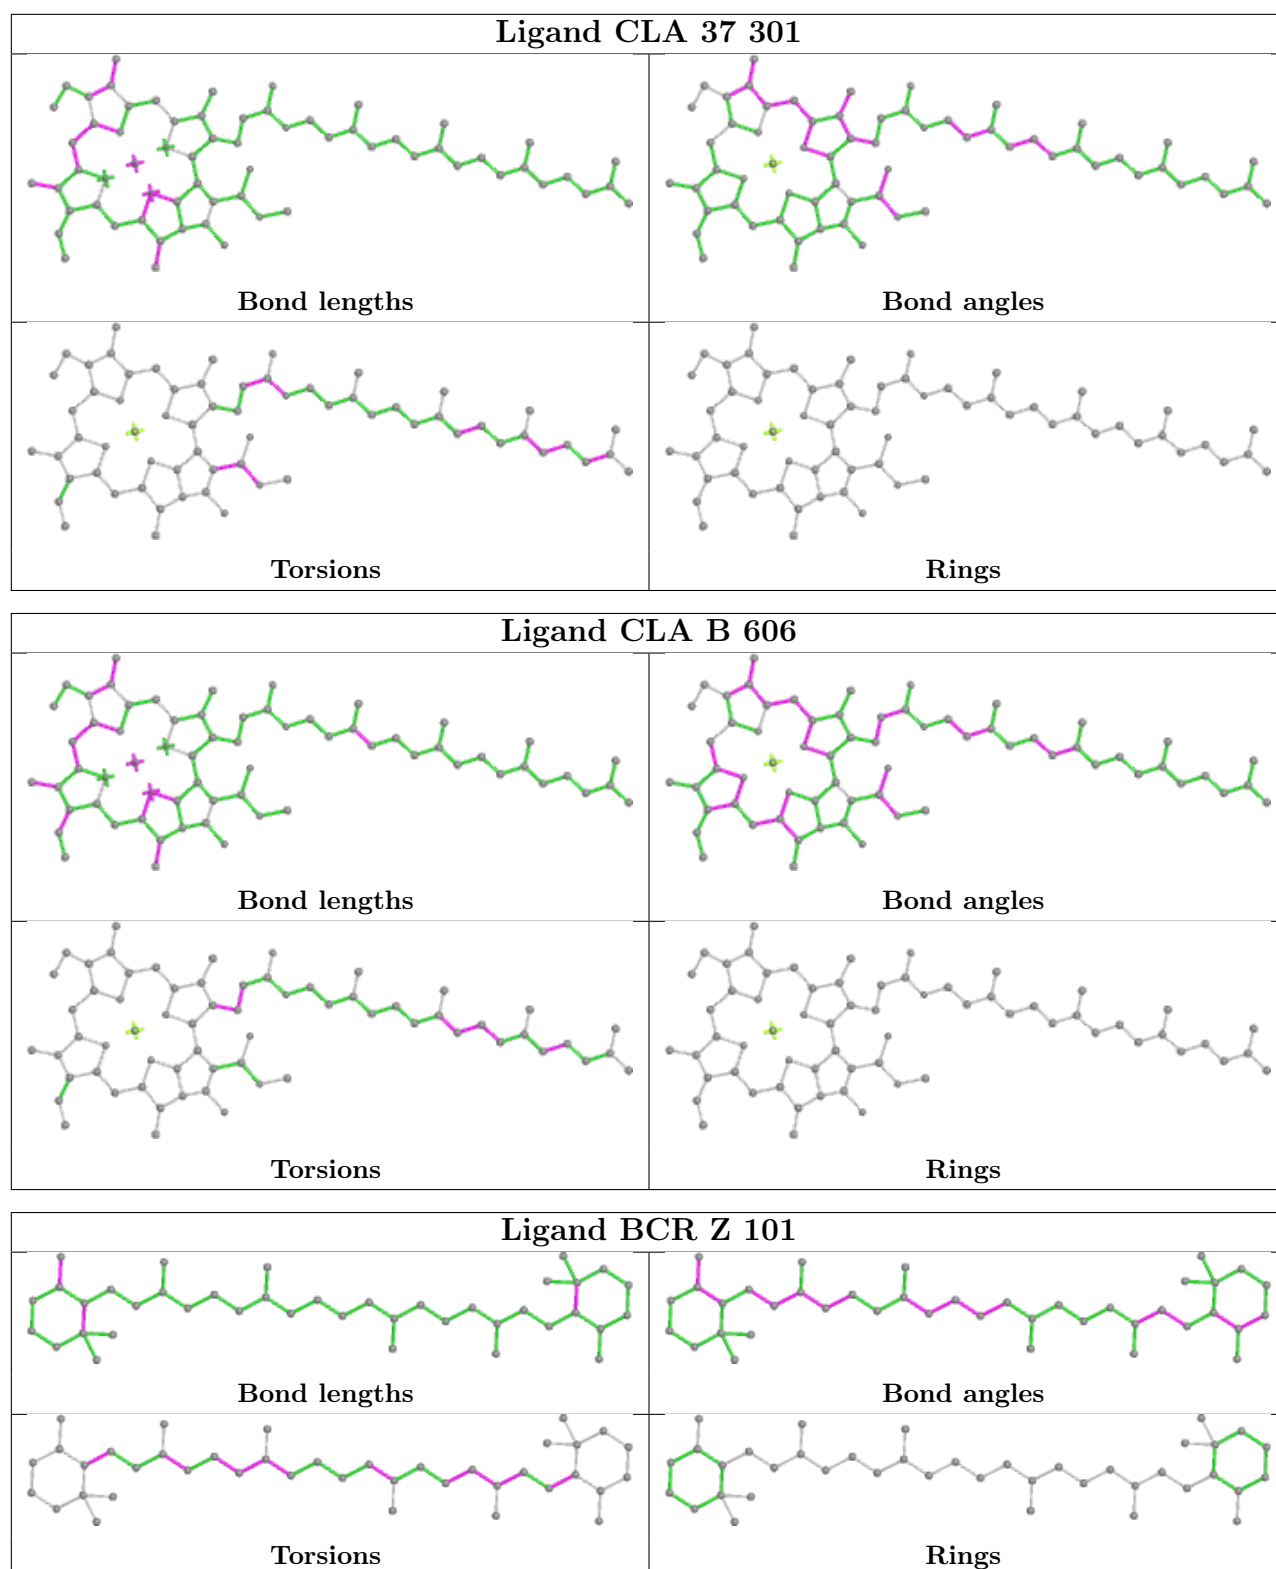 Ligand CLA 37 301
Bond lengths
Bond angles
Torsions
Rings
Ligand CLA B 606
Bond lengths
Bond angles
Torsions
Rings
Ligand BCR Z 101
Bond lengths
Bond angles
Torsions
Rings